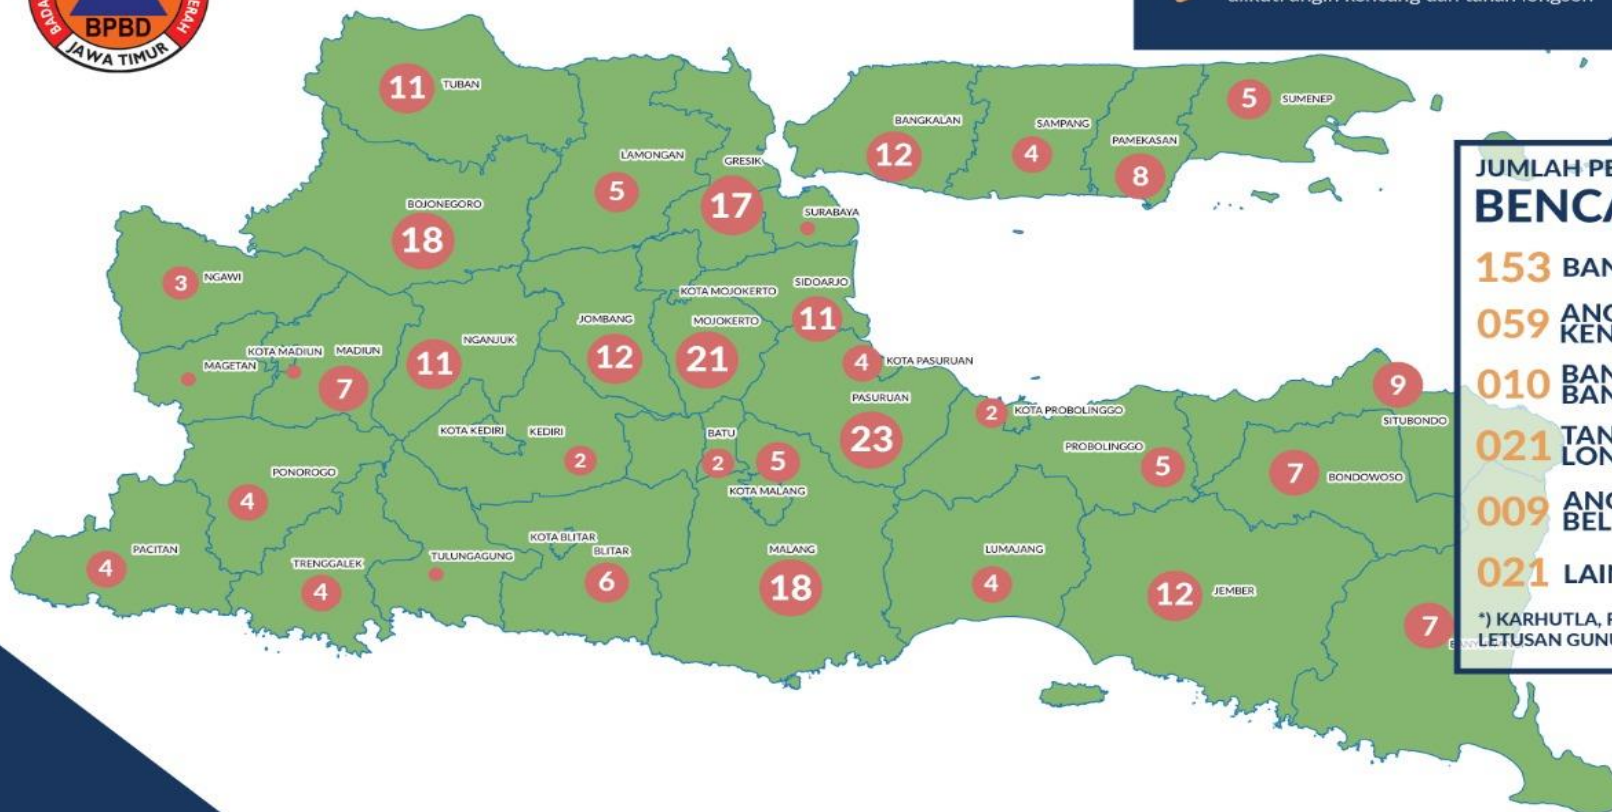 BPBD
JAWA TIMUR
11 TUBAN
BANGKALAN
12
SAMPANG
4
PAMEKASAN
8
5 SUMENEP
LAMONGAN
5
GRESIK
17
SURABAYA
BOJONEGORO
18
3 NGAWI
KOTA MOJOKERTO
SIDOARJO
11
MAGETAN
KOTA MADIUN
MADIUN
7
NGANJUK
11
JOMBANG
12
MOJOKERTO
21
4 KOTA PASURUAN
PASURUAN
23
2 KOTA PROBOLINGGO
PROBOLINGGO
5
9
SITUBONDO
7
BONDOWOSO
KOTA KEDIRI
KEDIRI
2
BATU
2
5
KOTA MALANG
PONOROGO
4
PACITAN
4
TRENGGALEK
4
TULUNGAGUNG
KOTA BLITAR
BLITAR
6
MALANG
18
LUMAJANG
4
12 JEMBER
7
JUMLAH PE
BENCA
153 BAN
059 ANG
KEN
010 BAN
BAN
021 TAN
LON
009 ANG
BEL
021 LAIN
*) KARHUTLA,
LETUSAN GUNU